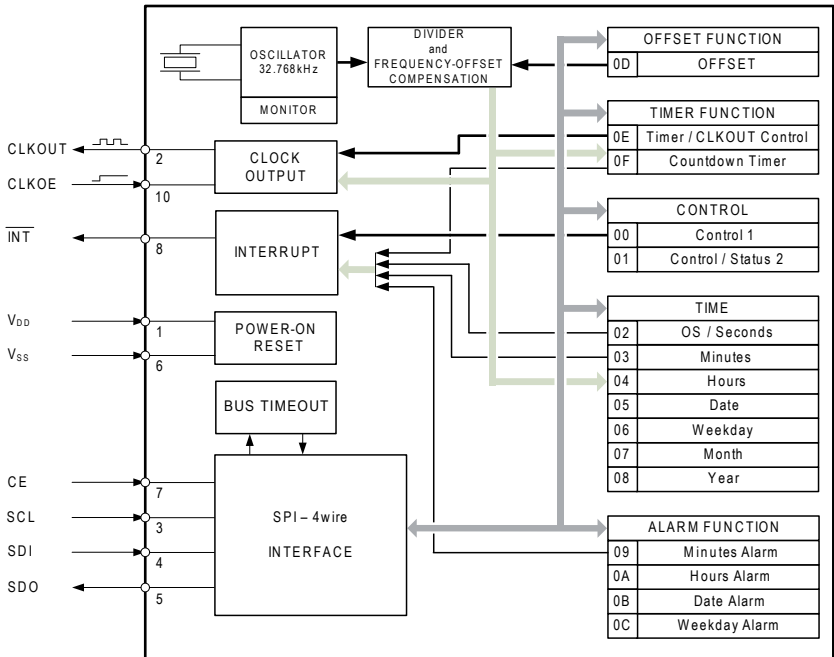 OSCILLATOR
32.768kHz
MONITOR
DIVIDER
and
FREQUENCY-OFFSET
COMPENSATION
OFFSET FUNCTION
0D OFFSET
TIMER FUNCTION
0E Timer / CLKOUT Control
0F Countdown Timer
CLKOUT
2
CLKOE
10
CLOCK
OUTPUT
INT
8
INTERRUPT
CONTROL
00 Control 1
01 Control / Status 2
VDD
1
VSS
6
POWER-ON
RESET
TIME
02 OS / Seconds
03 Minutes
04 Hours
05 Date
06 Weekday
07 Month
08 Year
BUS TIMEOUT
CE
7
SCL
3
SDI
4
SDO
5
SPI – 4wire
INTERFACE
ALARM FUNCTION
09 Minutes Alarm
0A Hours Alarm
0B Date Alarm
0C Weekday Alarm